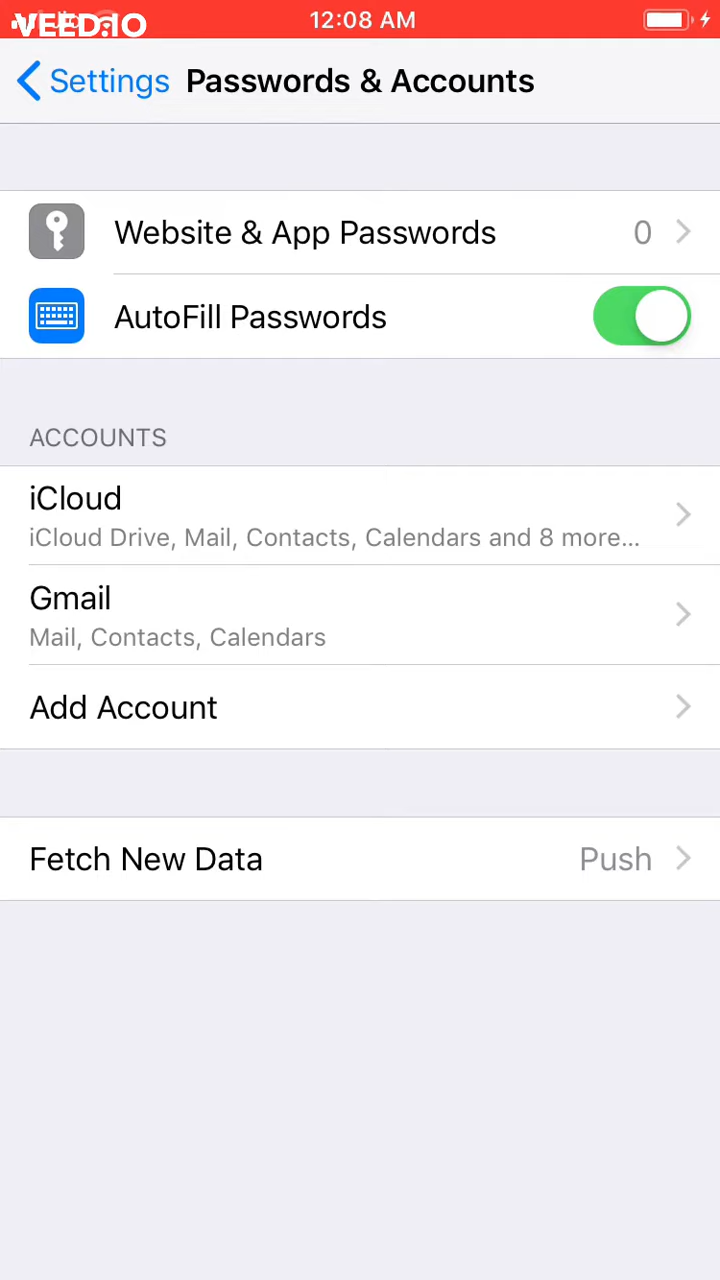 VEED.IO
12:08 AM
Settings
Passwords & Accounts
Website & App Passwords 0
AutoFill Passwords
ACCOUNTS
iCloud
iCloud Drive, Mail, Contacts, Calendars and 8 more...
Gmail
Mail, Contacts, Calendars
Add Account
Fetch New Data Push